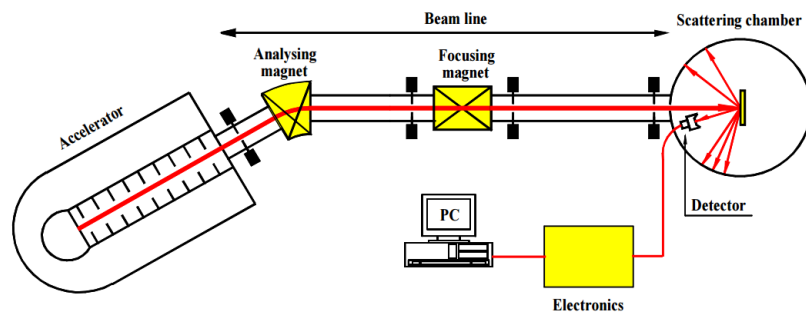 Beam line
Scattering chamber
Analysing
magnet
Focusing
magnet
Accelerator
Detector
PC
Electronics